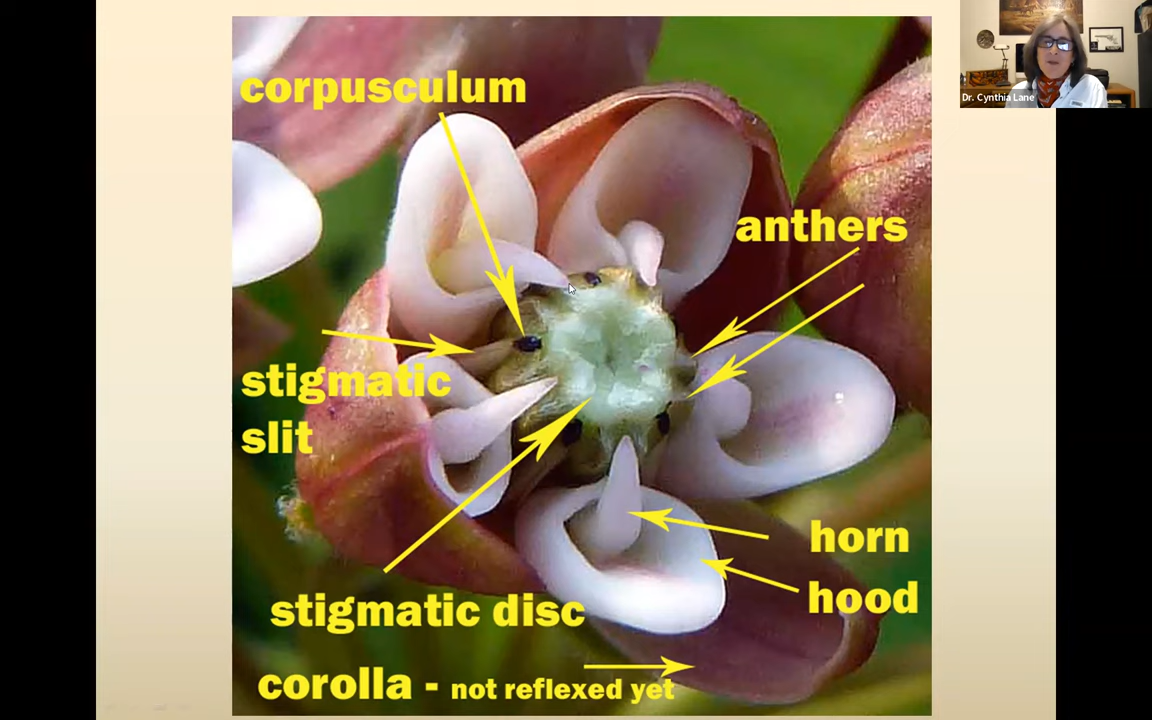 Dr. Cynthia Lane
corpusculum
anthers
stigmatic
slit
horn
hood
stigmatic disc
corolla - not reflexed yet